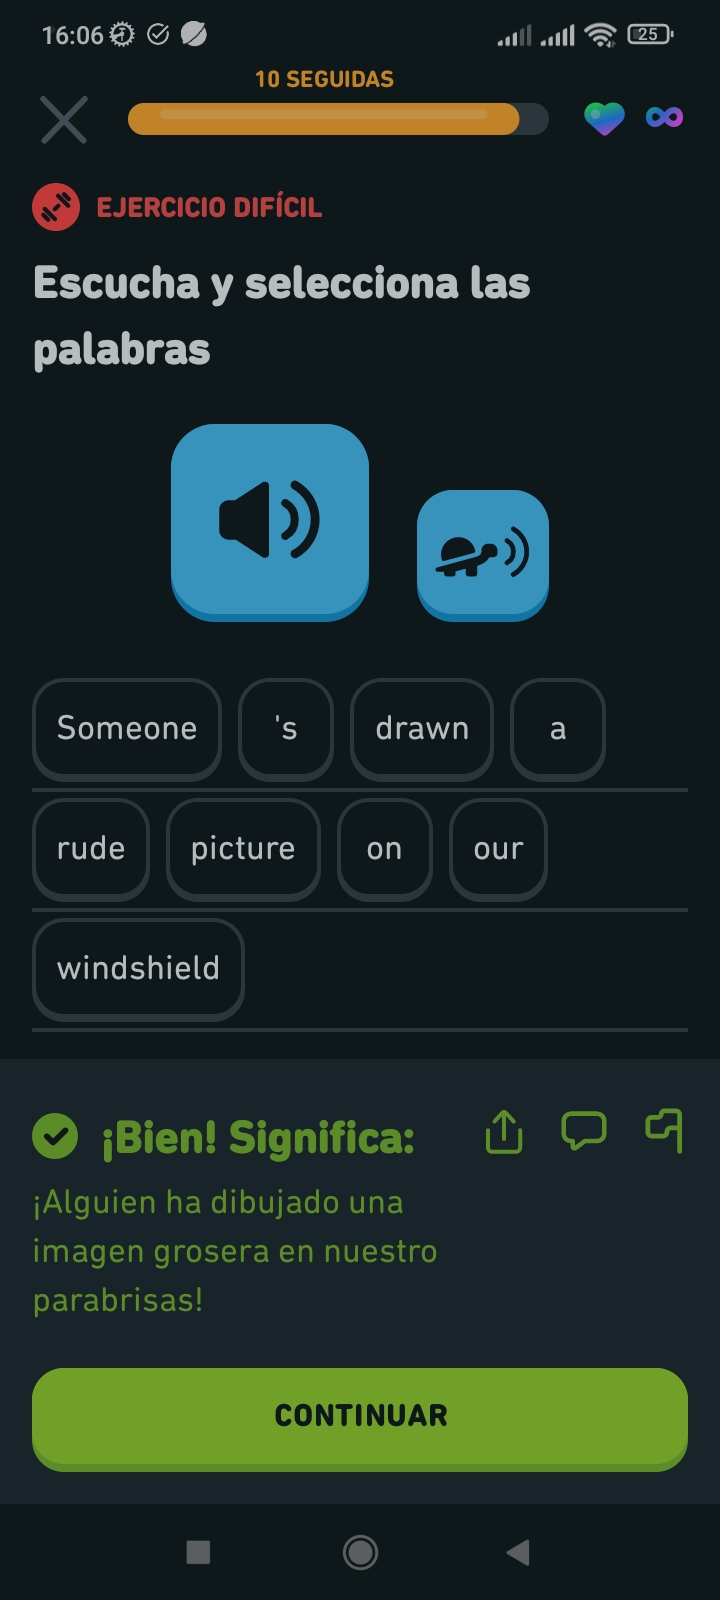 16:06
25
10 SEGUIDAS
EJERCICIO DIFÍCIL
Escucha y selecciona las
palabras
Someone 's drawn a
rude picture on our
windshield
¡Bien! Significa:
¡Alguien ha dibujado una
imagen grosera en nuestro
parabrisas!
CONTINUAR